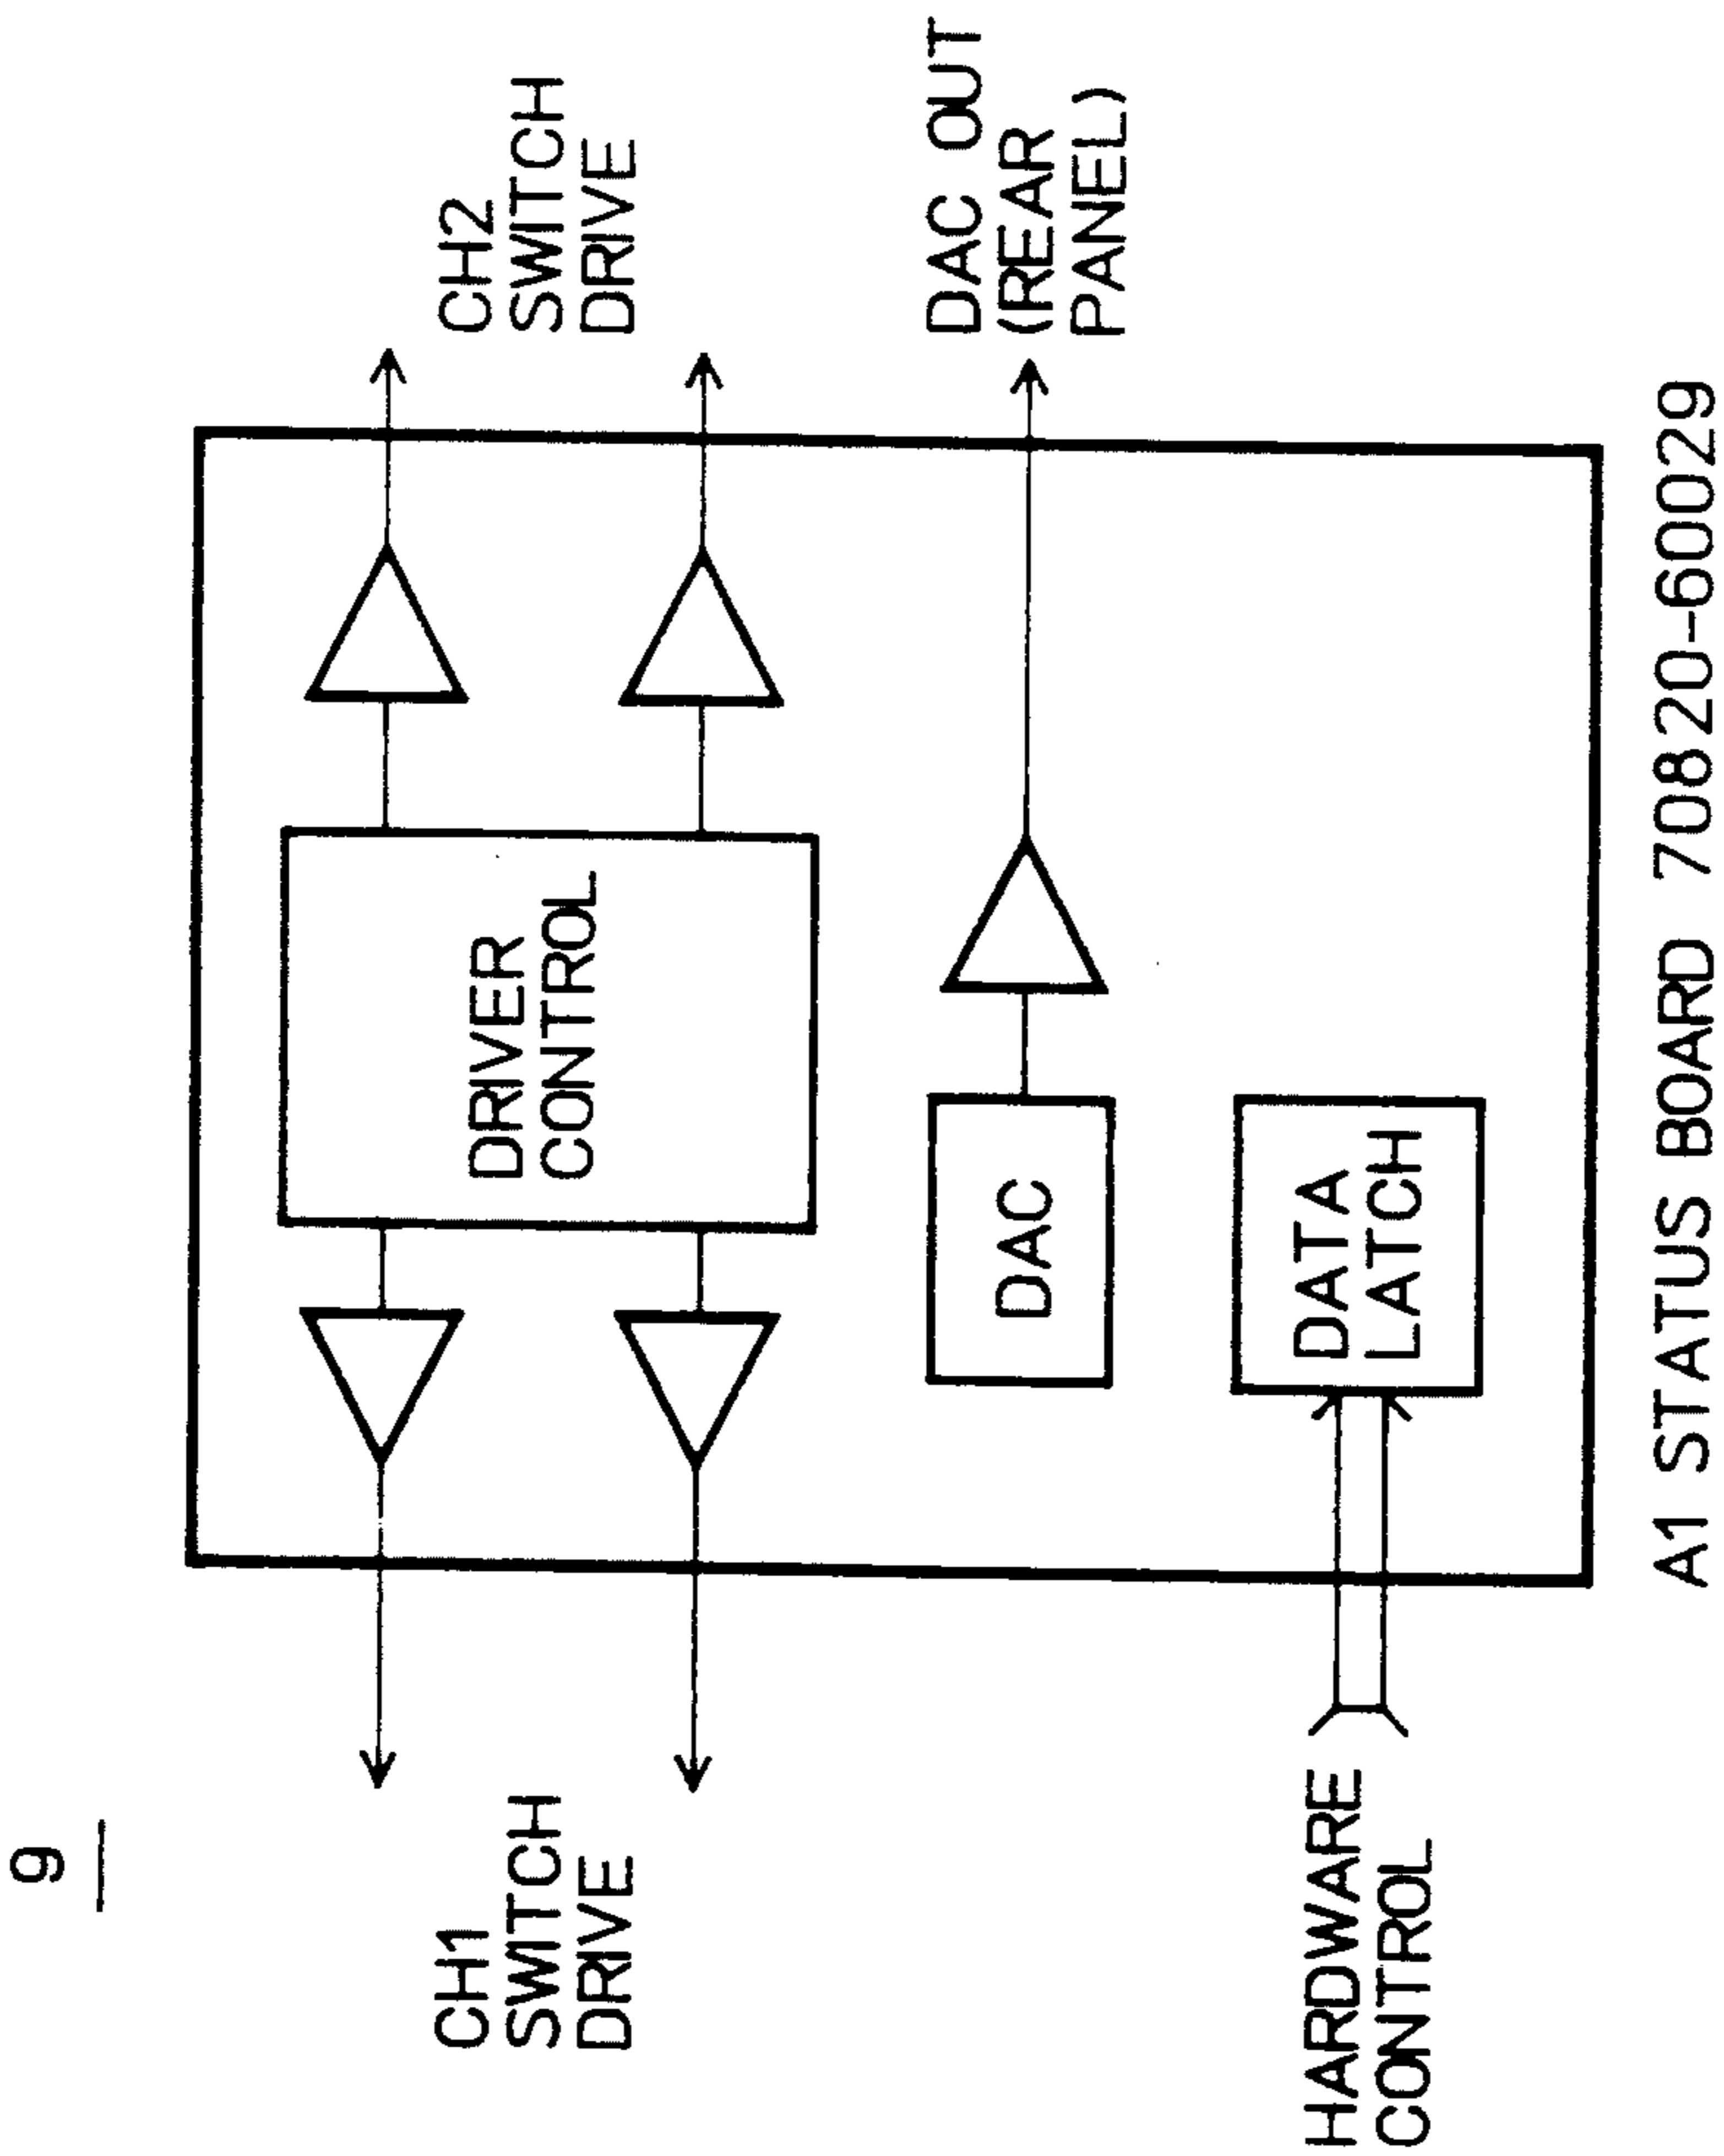 9
CH1
SWITCH
DRIVE
DRIVER
CONTROL
CH2
SWITCH
DRIVE
DAC
DAC OUT
(REAR
PANEL)
HARDWARE
CONTROL
DATA
LATCH
A1 STATUS BOARD 70820-60029